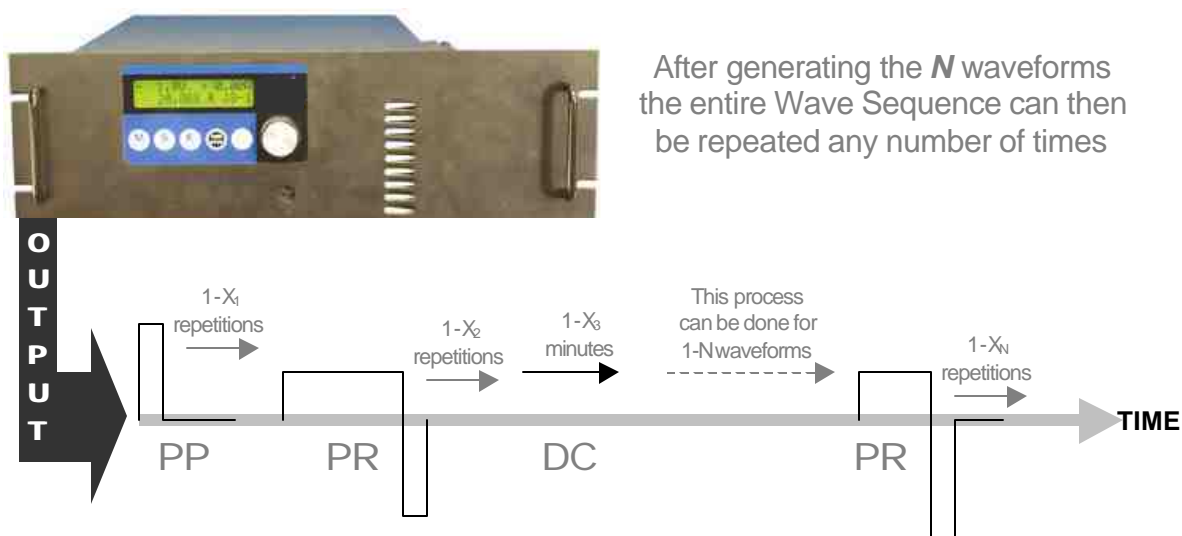 After generating the N waveforms
the entire Wave Sequence can then
be repeated any number of times
OUTPUT
1-X₁
repetitions
1-X₂
repetitions
1-X₃
minutes
This process
can be done for
1-N waveforms
1-Xₙ
repetitions
TIME
PP
PR
DC
PR